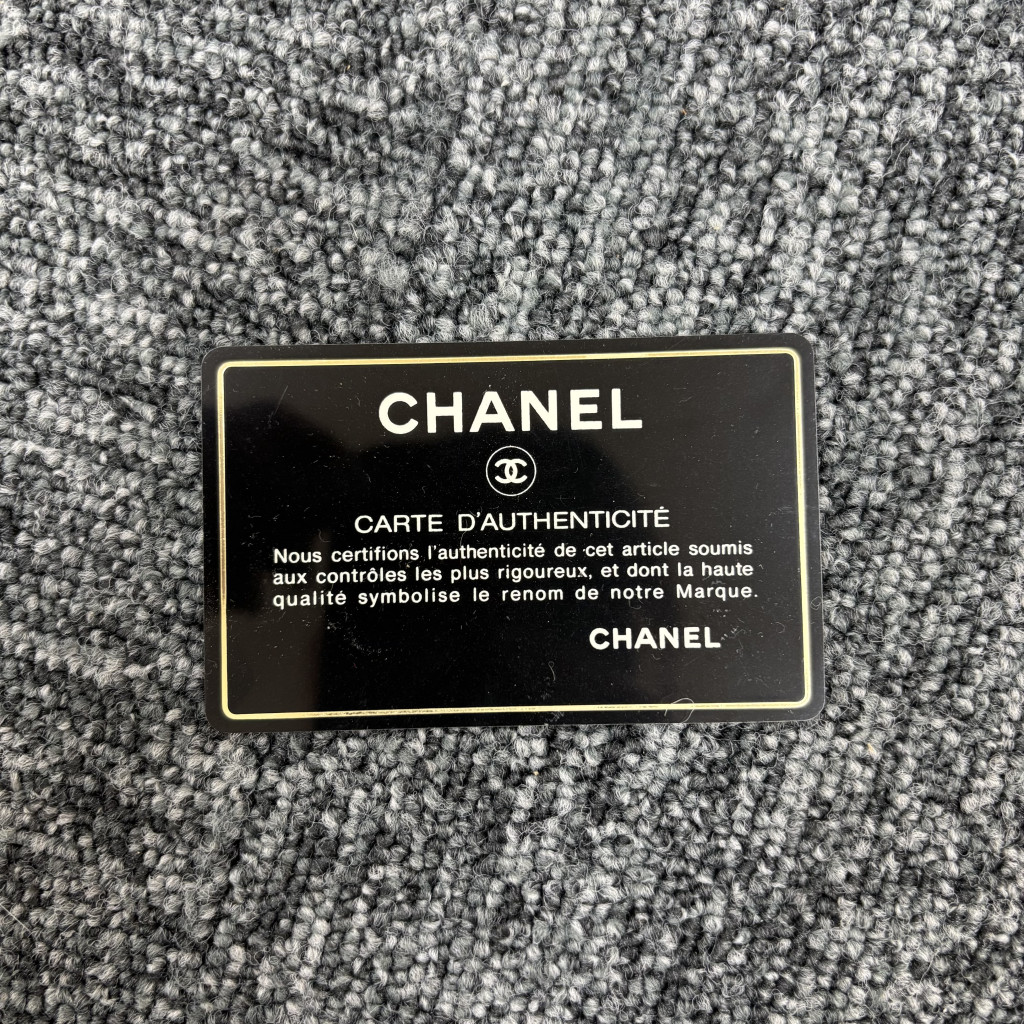 CHANEL
CARTE D'AUTHENTICITÉ
Nous certifions l'authenticité de cet article soumis
aux contrôles les plus rigoureux, et dont la haute
qualité symbolise le renom de notre Marque.
CHANEL